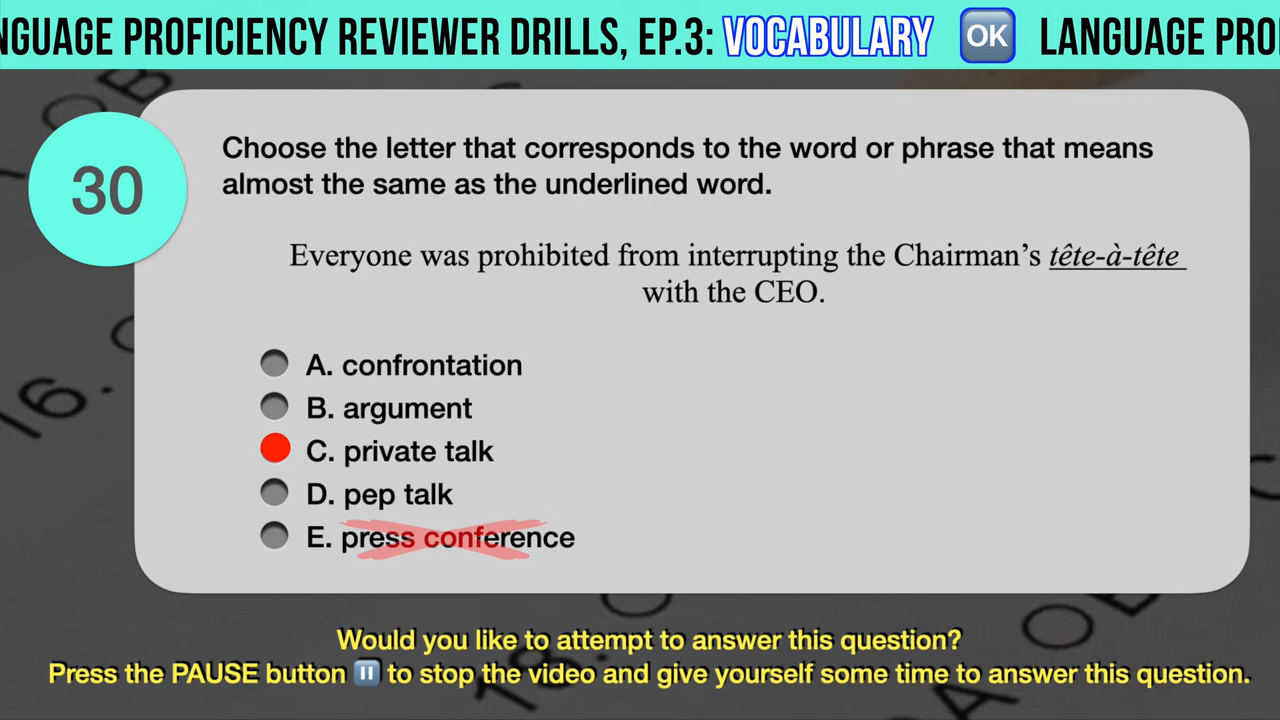 NGUAGE PROFICIENCY REVIEWER DRILLS, EP.3: VOCABULARY OK LANGUAGE PRO
30
Choose the letter that corresponds to the word or phrase that means
almost the same as the underlined word.
Everyone was prohibited from interrupting the Chairman’s tête-à-tête
with the CEO.
A. confrontation
B. argument
C. private talk
D. pep talk
E. press conference
Would you like to attempt to answer this question?
Press the PAUSE button ⏸ to stop the video and give yourself some time to answer this question.
16.
18.